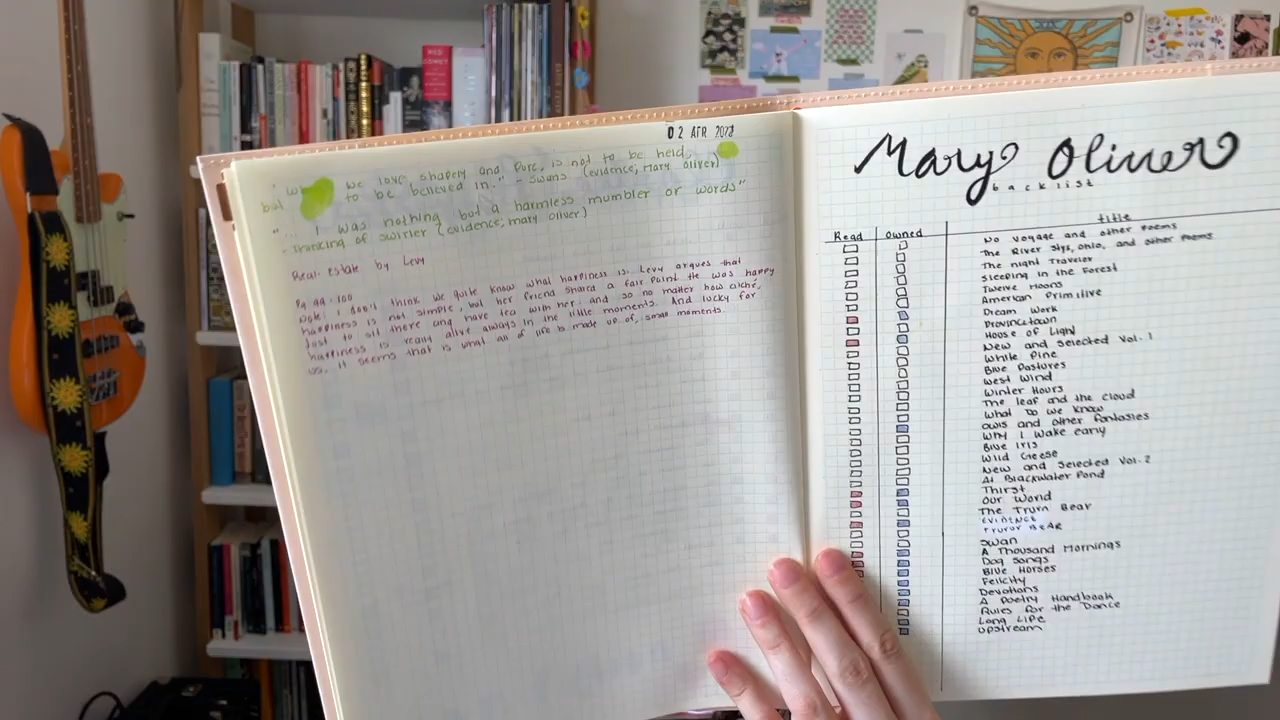 02 APR 2023
we love, shapely and pure, is not to be held,
but to be believed in." - Swans (evidence, mary oliver)
"... I was nothing but a harmless mumbler of words"
(evidence, mary oliver)
Real estate by Levy
Pg 99-100
Note: I don't think we quite know what happiness is. Levy argues that
happiness is not simple, but her friend shared a fair point he was happy
Just to sit there and have tea with her. and so no matter how cliché,
happiness is really alive always in the little moments. And lucky for
us, it seems that is what all of life is made up of, small moments.
Mary Oliver
backlist
Read owned title
No voyage and other Poems
The River Styx, Ohio, and other Poems
The night Traveler
Sleeping in the Forest
Twelve Moons
American Primitive
Dream Work
Provincetown
House of Light
New and Selected Vol. 1
White Pine
Blue Pastures
West Wind
Winter Hours
The leaf and the Cloud
What Do we Know
owls and other fantasies
Why I wake early
Blue Iris
Wild Geese
New and Selected Vol. 2
At Blackwater Pond
Thirst
Our World
The Truro Bear
EVIDENCE
Swan
A Thousand Mornings
Dog Songs
Blue Horses
Felicity
Devotions
A Poetry Handbook
Rules for the Dance
Long Life
Upstream
RED COMET